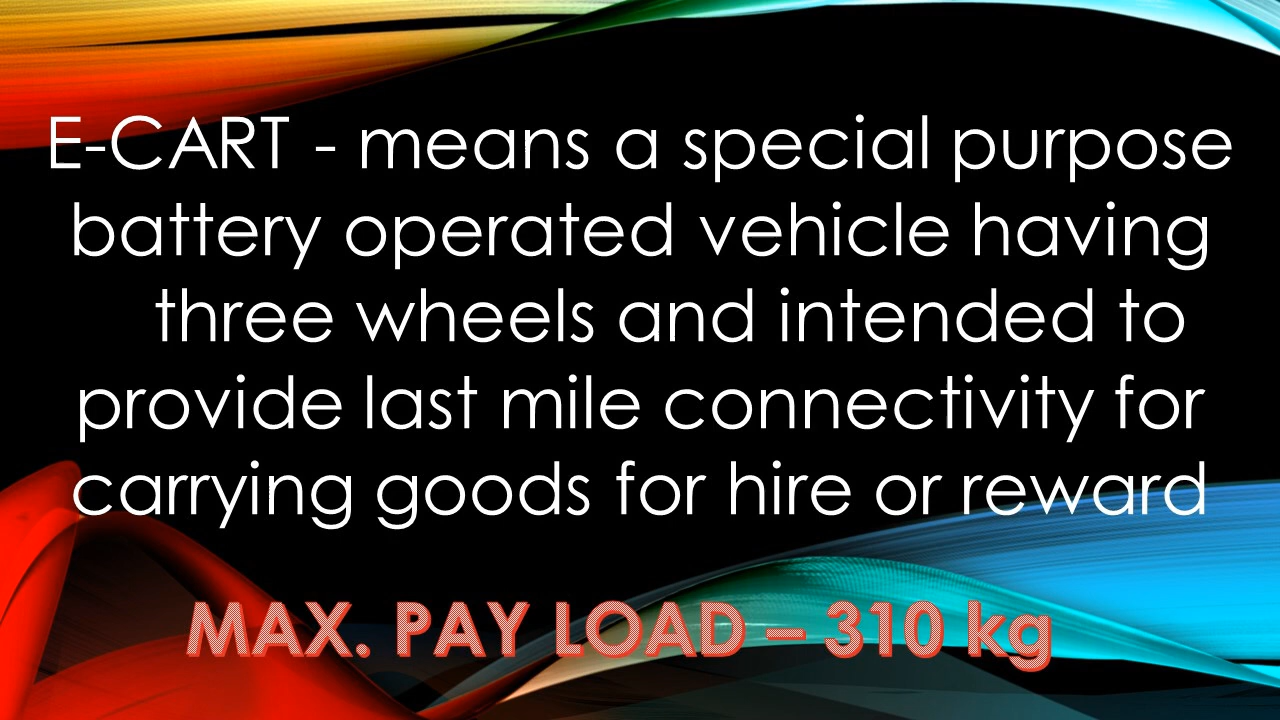 E-CART - means a special purpose
battery operated vehicle having
three wheels and intended to
provide last mile connectivity for
carrying goods for hire or reward
MAX. PAY LOAD – 310 kg